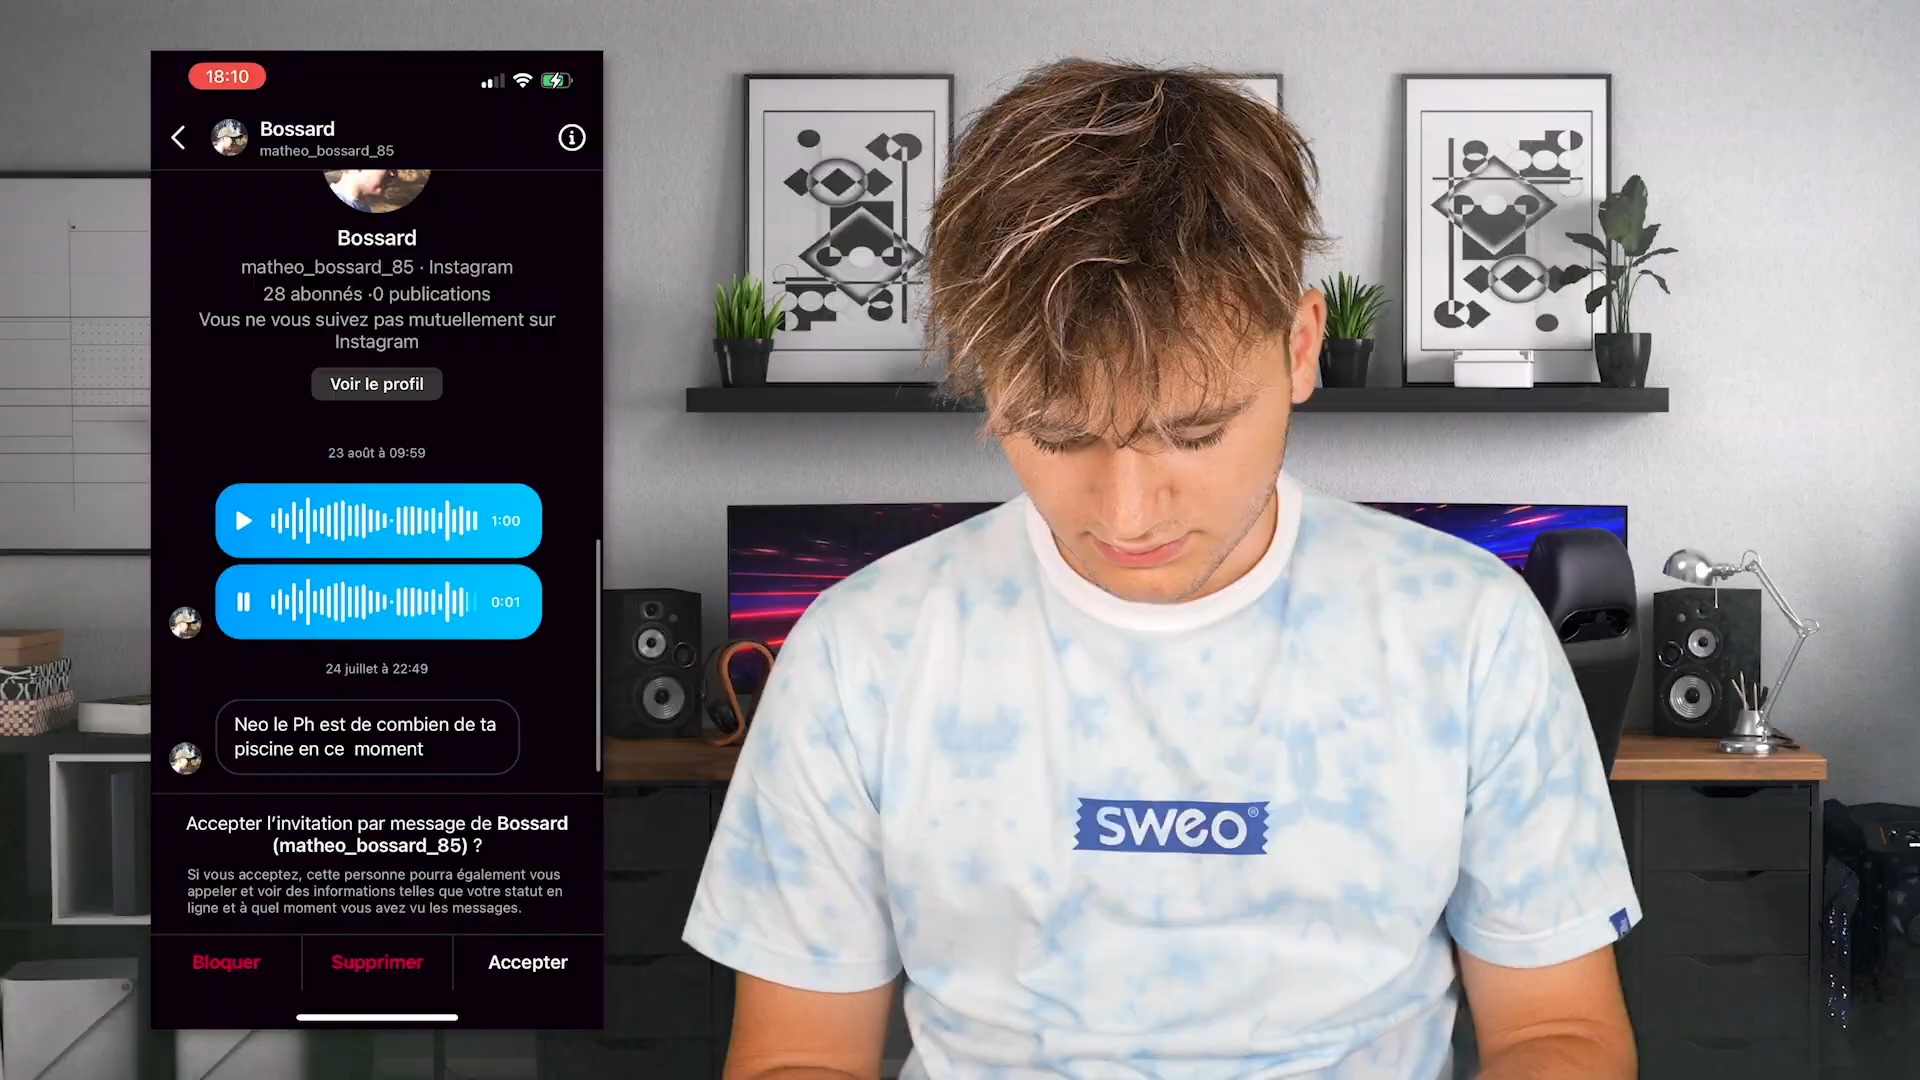 18:10
Bossard
matheo_bossard_85
Bossard
matheo_bossard_85 · Instagram
28 abonnés ·0 publications
Vous ne vous suivez pas mutuellement sur
Instagram
Voir le profil
23 août à 09:59
1:00
0:01
24 juillet à 22:49
Neo le Ph est de combien de ta
piscine en ce  moment
Accepter l'invitation par message de Bossard
(matheo_bossard_85) ?
Si vous acceptez, cette personne pourra également vous
appeler et voir des informations telles que votre statut en
ligne et à quel moment vous avez vu les messages.
Bloquer
Supprimer
Accepter
sweo®